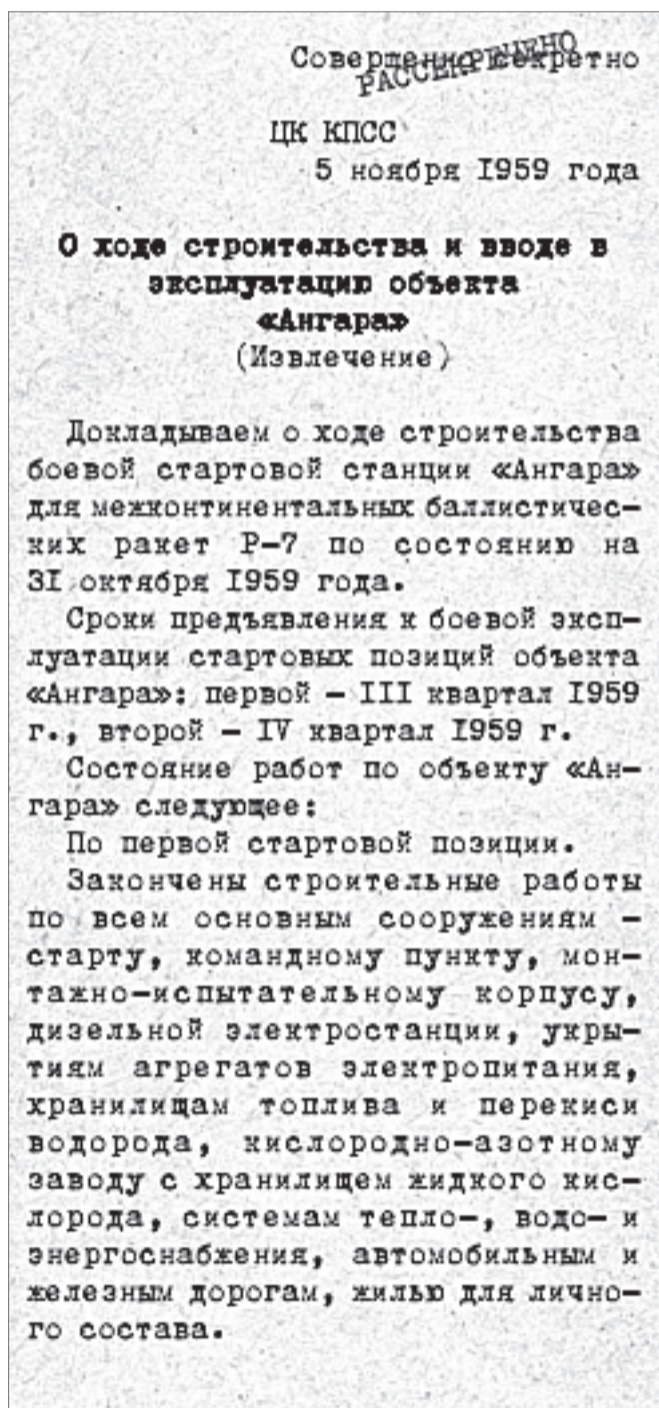 Совершенно секретно
РАССЕКРЕЧЕНО
ЦК КПСС
5 ноября 1959 года
О ходе строительства и вводе в
эксплуатацию объекта
«Ангара»
(Извлечение)
Докладываем о ходе строительства
боевой стартовой станции «Ангара»
для межконтинентальных баллистичес-
ких ракет Р-7 по состоянию на
31 октября 1959 года.
Сроки предъявления к боевой эксп-
луатации стартовых позиций объекта
«Ангара»: первой – III квартал 1959
г., второй – IV квартал 1959 г.
Состояние работ по объекту «Ан-
гара» следующее:
По первой стартовой позиции.
Закончены строительные работы
по всем основным сооружениям –
старту, командному пункту, мон-
тажно-испытательному корпусу,
дизельной электростанции, укры-
тиям агрегатов электропитания,
хранилищам топлива и перекиси
водорода, кислородно-азотному
заводу с хранилищем жидкого кис-
лорода, системам тепло-, водо- и
энергоснабжения, автомобильным и
железным дорогам, жилью для лично-
го состава.